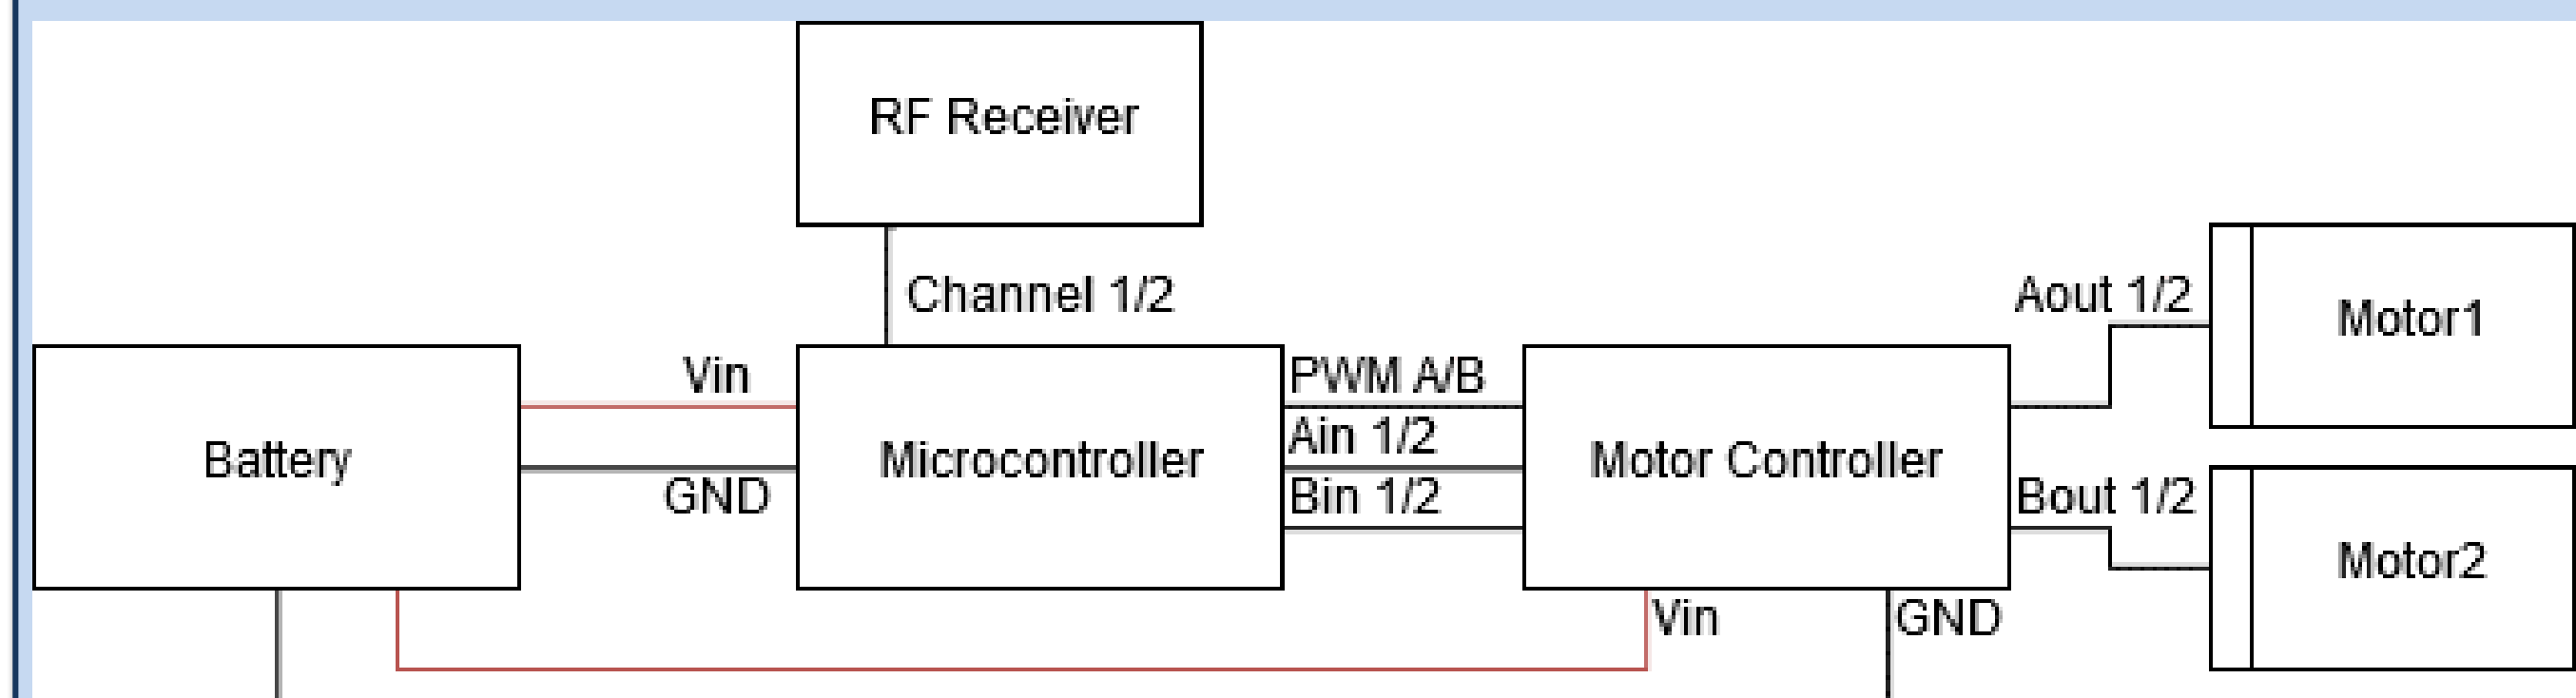 RF Receiver
Channel 1/2
Aout 1/2
Motor1
Vin
PWM A/B
Battery
Microcontroller
Ain 1/2
Motor Controller
GND
Bin 1/2
Bout 1/2
Motor2
Vin
GND